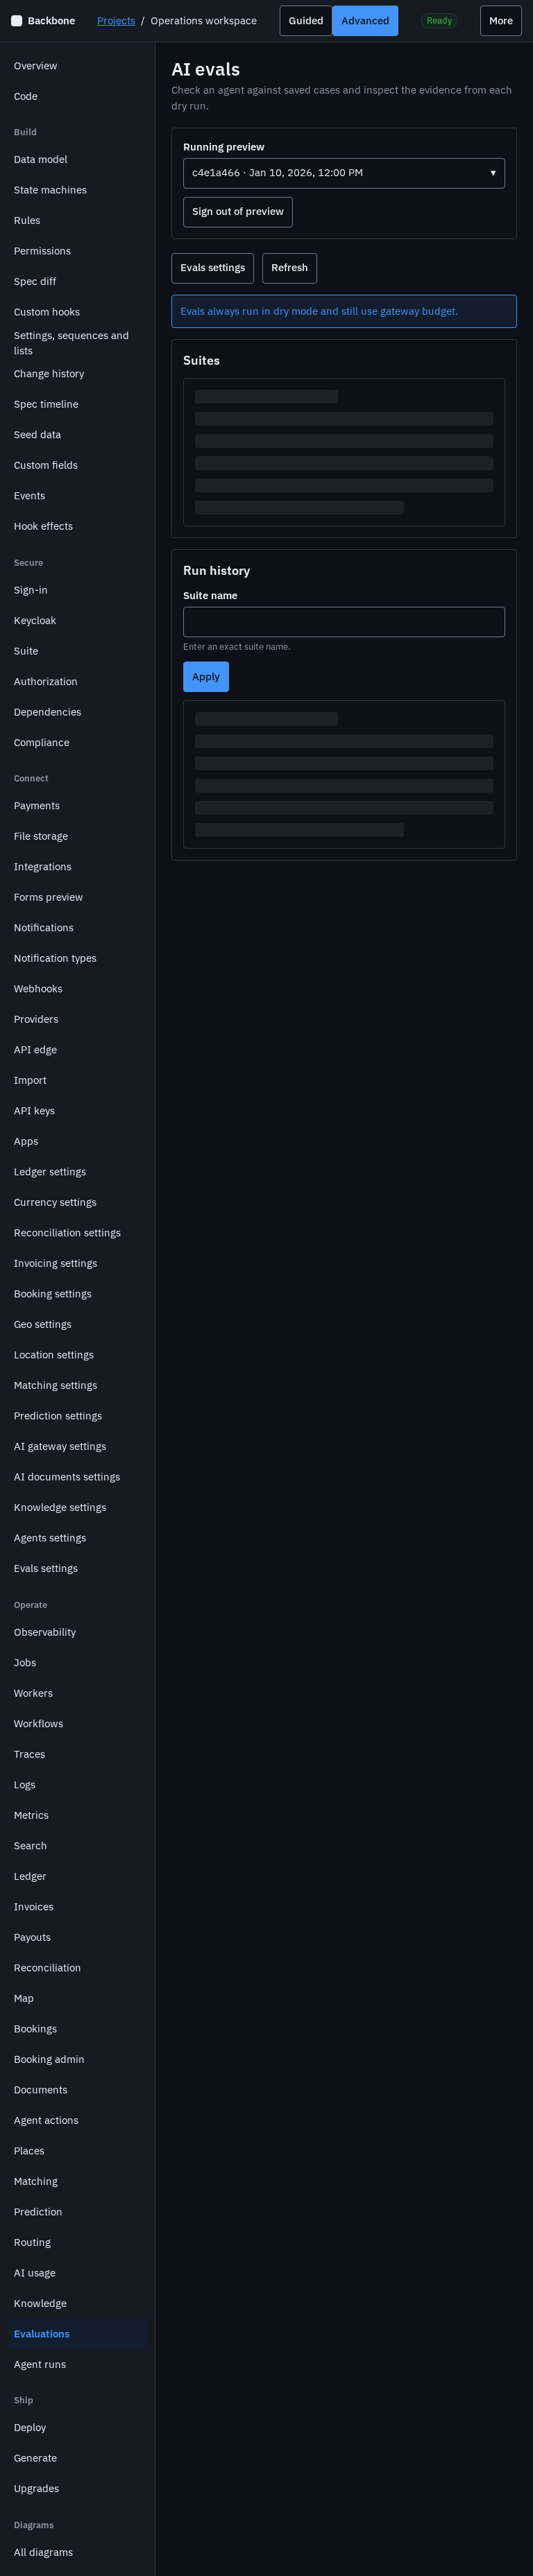 Backbone
Projects / Operations workspace
Guided
Advanced
Ready
More
Overview
Code
Build
Data model
State machines
Rules
Permissions
Spec diff
Custom hooks
Settings, sequences and
lists
Change history
Spec timeline
Seed data
Custom fields
Events
Hook effects
Secure
Sign-in
Keycloak
Suite
Authorization
Dependencies
Compliance
Connect
Payments
File storage
Integrations
Forms preview
Notifications
Notification types
Webhooks
Providers
API edge
Import
API keys
Apps
Ledger settings
Currency settings
Reconciliation settings
Invoicing settings
Booking settings
Geo settings
Location settings
Matching settings
Prediction settings
AI gateway settings
AI documents settings
Knowledge settings
Agents settings
Evals settings
Operate
Observability
Jobs
Workers
Workflows
Traces
Logs
Metrics
Search
Ledger
Invoices
Payouts
Reconciliation
Map
Bookings
Booking admin
Documents
Agent actions
Places
Matching
Prediction
Routing
AI usage
Knowledge
Evaluations
Agent runs
Ship
Deploy
Generate
Upgrades
Diagrams
All diagrams
AI evals
Check an agent against saved cases and inspect the evidence from each
dry run.
Running preview
c4e1a466 · Jan 10, 2026, 12:00 PM
Sign out of preview
Evals settings
Refresh
Evals always run in dry mode and still use gateway budget.
Suites
Run history
Suite name
Enter an exact suite name.
Apply